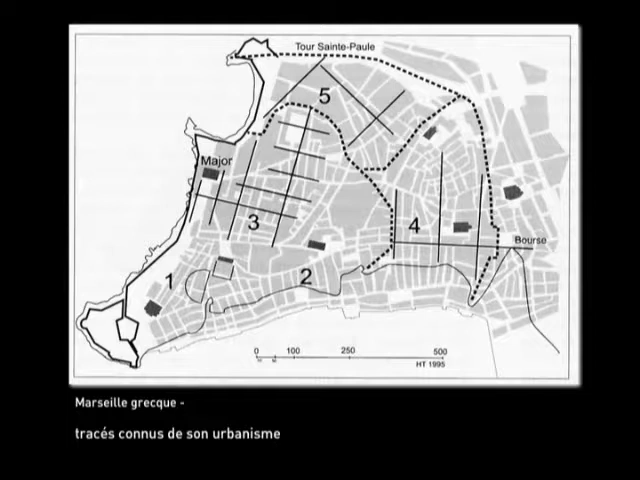 Tour Sainte-Paule
5
Major
3
4
Bourse
1
2
0 100 250 500
HT 1995
Marseille grecque -
tracés connus de son urbanisme